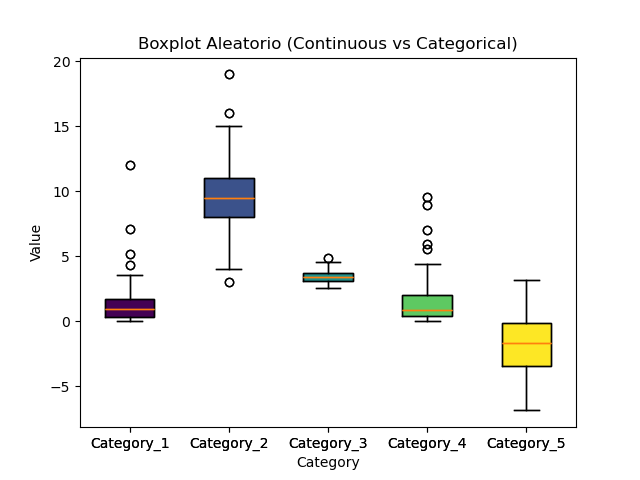 Boxplot Aleatorio (Continuous vs Categorical)
20
15
10
5
0
−5
Value
Category_1 Category_2 Category_3 Category_4 Category_5
Category